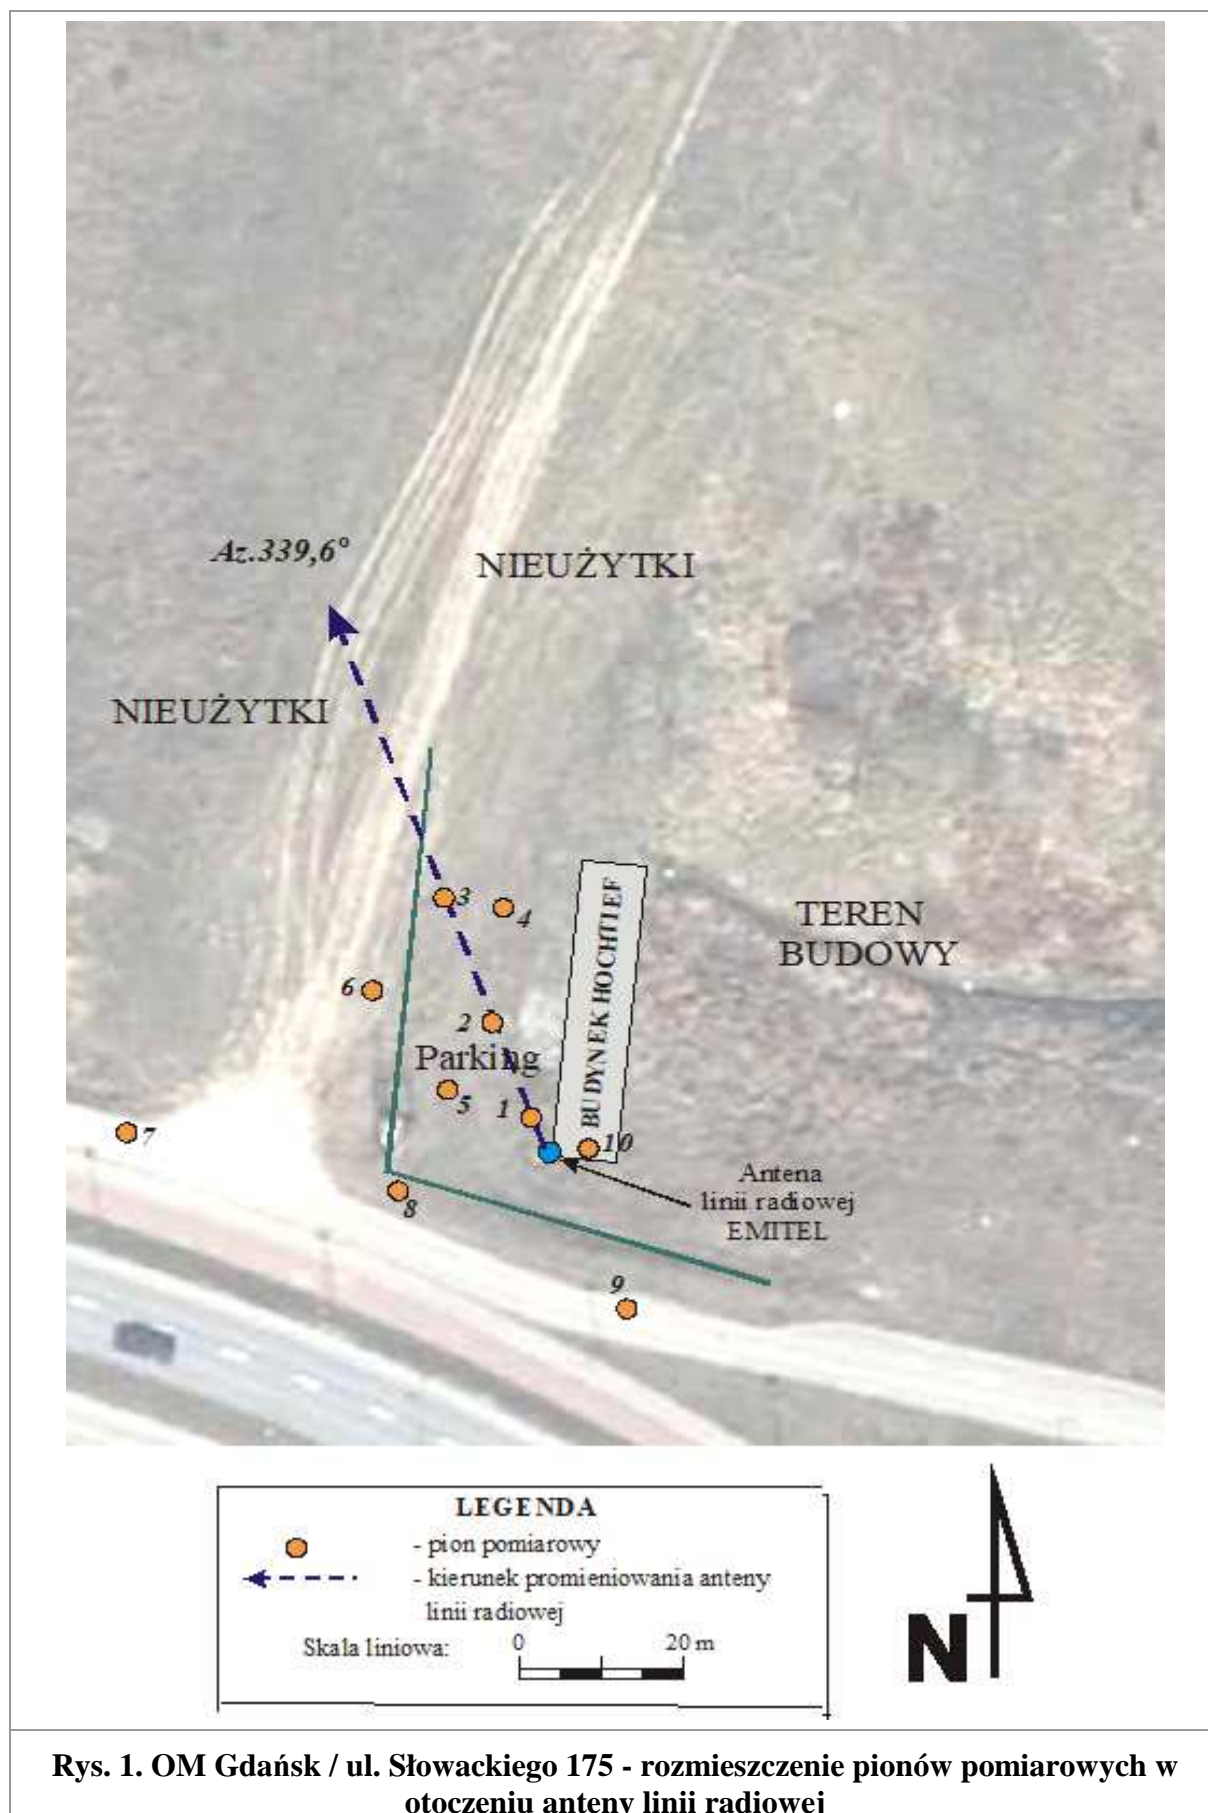 Az.339,6°
NIEUŻYTKI
NIEUŻYTKI
3
4
TEREN
BUDOWY
BUDYNEK HOCHTIEF
6
2
Parking
5
1
7
10
Antena
linii radiowej
EMITEL
8
9
LEGENDA
- pion pomiarowy
- kierunek promieniowania anteny
linii radiowej
Skala liniowa:
0
20 m
N
Rys. 1. OM Gdańsk / ul. Słowackiego 175 - rozmieszczenie pionów pomiarowych w
otoczeniu anteny linii radiowej